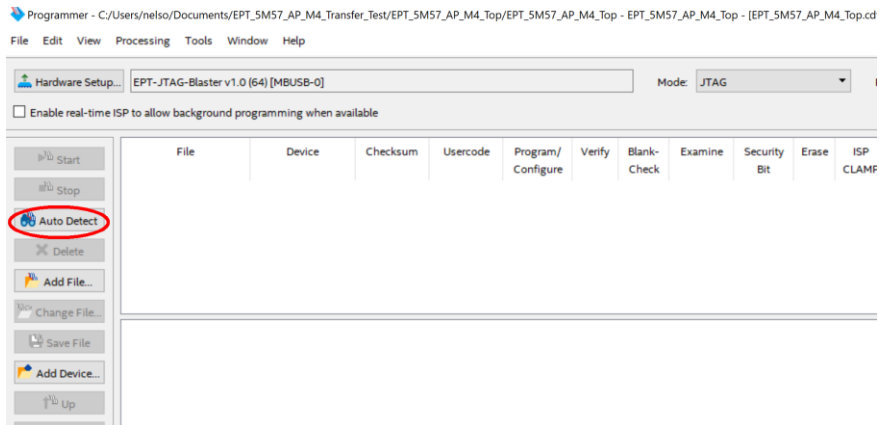 Programmer - C:/Users/nelso/Documents/EPT_5M57_AP_M4_Transfer_Test/EPT_5M57_AP_M4_Top/EPT_5M57_AP_M4_Top - EPT_5M57_AP_M4_Top - [EPT_5M57_AP_M4_Top.cdf
File Edit View Processing Tools Window Help
Hardware Setup... EPT-JTAG-Blaster v1.0 (64) [MBUSB-0] Mode: JTAG
Enable real-time ISP to allow background programming when available
File Device Checksum Usercode Program/ Verify Blank- Examine Security Erase ISP
Configure Check Bit CLAMP
Start
Stop
Auto Detect
Delete
Add File...
Change File...
Save File
Add Device...
Up